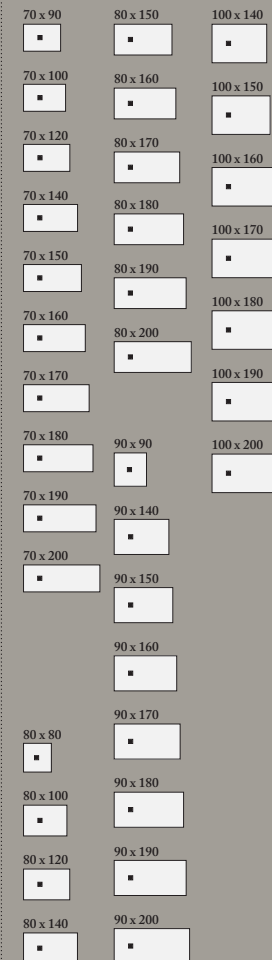 70 x 90
70 x 100
70 x 120
70 x 140
70 x 150
70 x 160
70 x 170
70 x 180
70 x 190
70 x 200
80 x 80
80 x 100
80 x 120
80 x 140
80 x 150
80 x 160
80 x 170
80 x 180
80 x 190
80 x 200
90 x 90
90 x 140
90 x 150
90 x 160
90 x 170
90 x 180
90 x 190
90 x 200
100 x 140
100 x 150
100 x 160
100 x 170
100 x 180
100 x 190
100 x 200